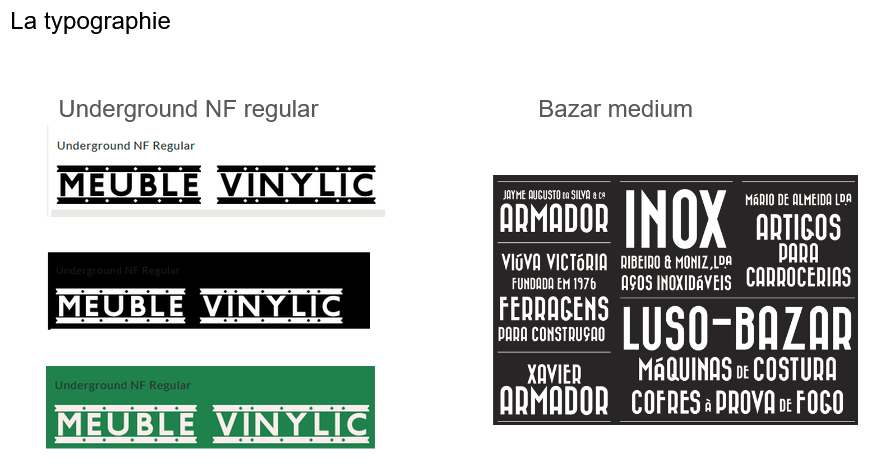 La typographie
Underground NF regular
Underground NF Regular
MEUBLE VINYLIC
Underground NF Regular
MEUBLE VINYLIC
Underground NF Regular
MEUBLE VINYLIC
Bazar medium
JAYME AUGUSTO DA SILVA & Cª
ARMADOR
VIÚVA VICTÓRIA
FUNDADA EM 1976
FERRAGENS
PARA CONSTRUÇAO
XAVIER
ARMADOR
INOX
RIBEIRO & MONIZ, LDA.
AÇOS INOXIDÁVEIS
MÁRIO DE ALMEIDA LDA.
ARTIGOS
PARA
CARROCERIAS
LUSO-BAZAR
MÁQUINAS DE COSTURA
COFRES À PROVA DE FOGO